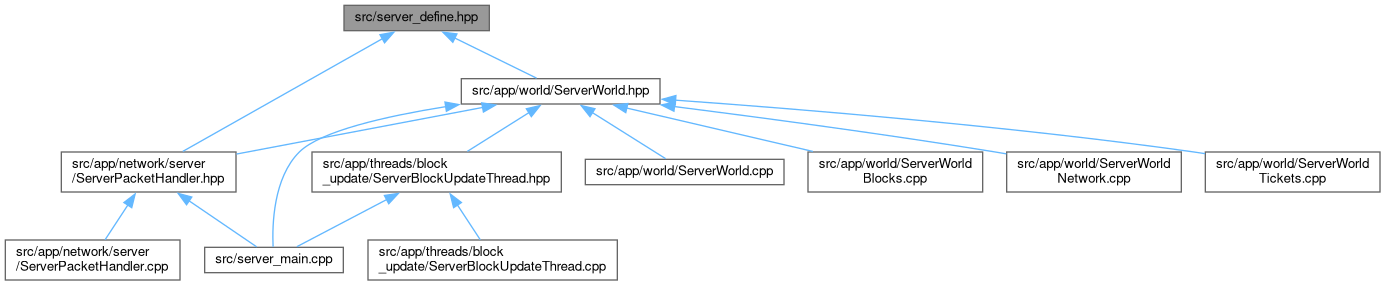 src/server_define.hpp
src/app/world/ServerWorld.hpp
src/app/network/server
/ServerPacketHandler.hpp
src/app/threads/block
_update/ServerBlockUpdateThread.hpp
src/app/world/ServerWorld.cpp
src/app/world/ServerWorld
Blocks.cpp
src/app/world/ServerWorld
Network.cpp
src/app/world/ServerWorld
Tickets.cpp
src/app/network/server
/ServerPacketHandler.cpp
src/server_main.cpp
src/app/threads/block
_update/ServerBlockUpdateThread.cpp